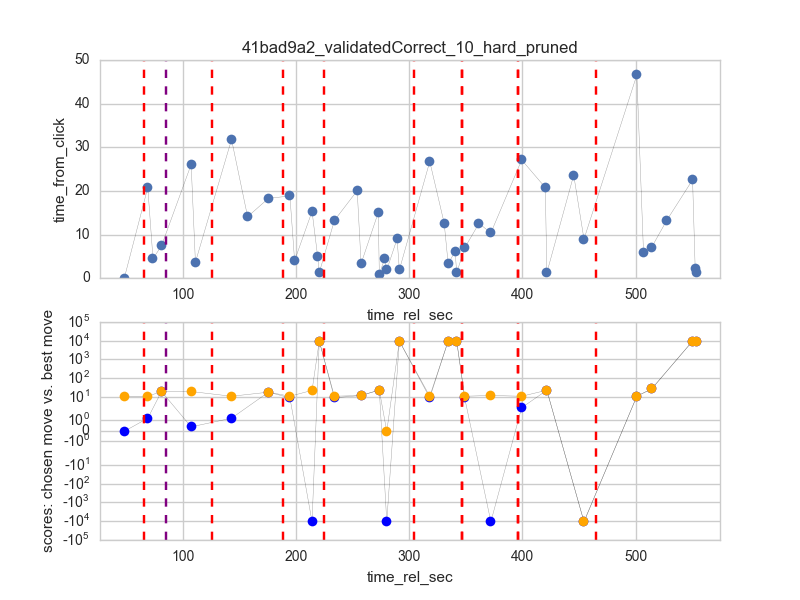 41bad9a2_validatedCorrect_10_hard_pruned
50
40
30
20
10
0
time_from_click
100 200 300 400 500
time_rel_sec
10^5
10^4
10^3
10^2
10^1
10^0
0
-10^0
-10^1
-10^2
-10^3
-10^4
-10^5
scores: chosen move vs. best move
100 200 300 400 500
time_rel_sec